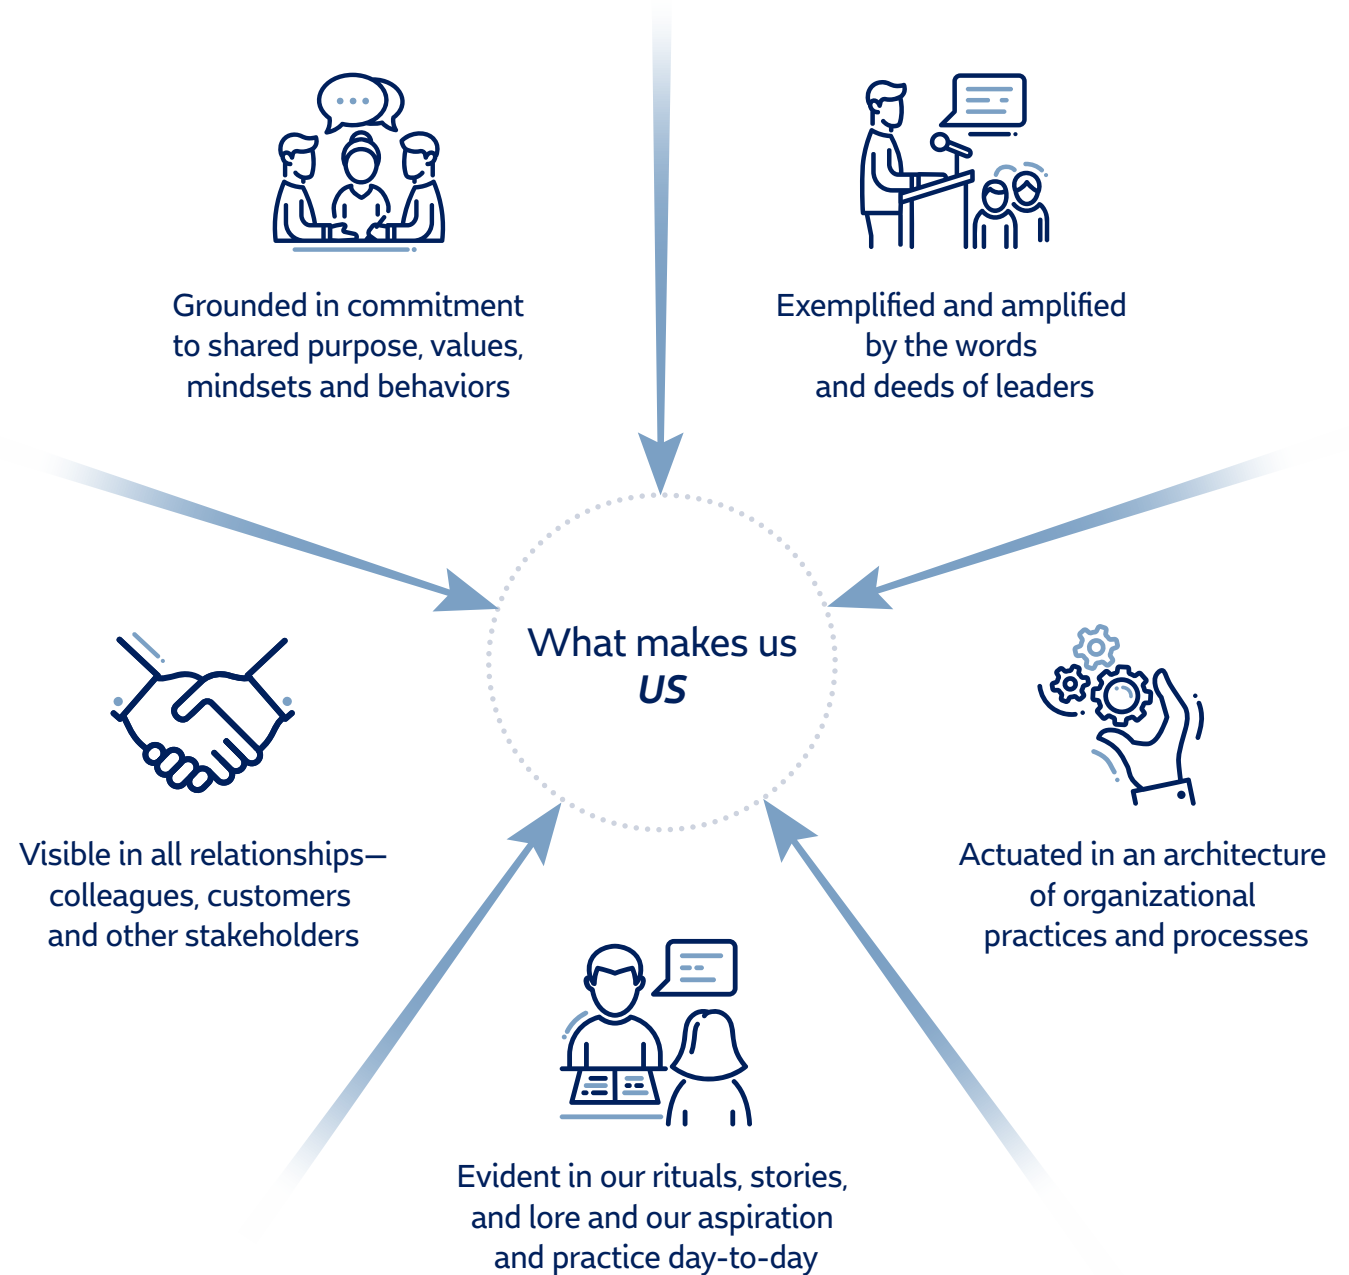 Grounded in commitment
to shared purpose, values,
mindsets and behaviors
Exemplified and amplified
by the words
and deeds of leaders
What makes us
US
Visible in all relationships—
colleagues, customers
and other stakeholders
Actuated in an architecture
of organizational
practices and processes
Evident in our rituals, stories,
and lore and our aspiration
and practice day-to-day